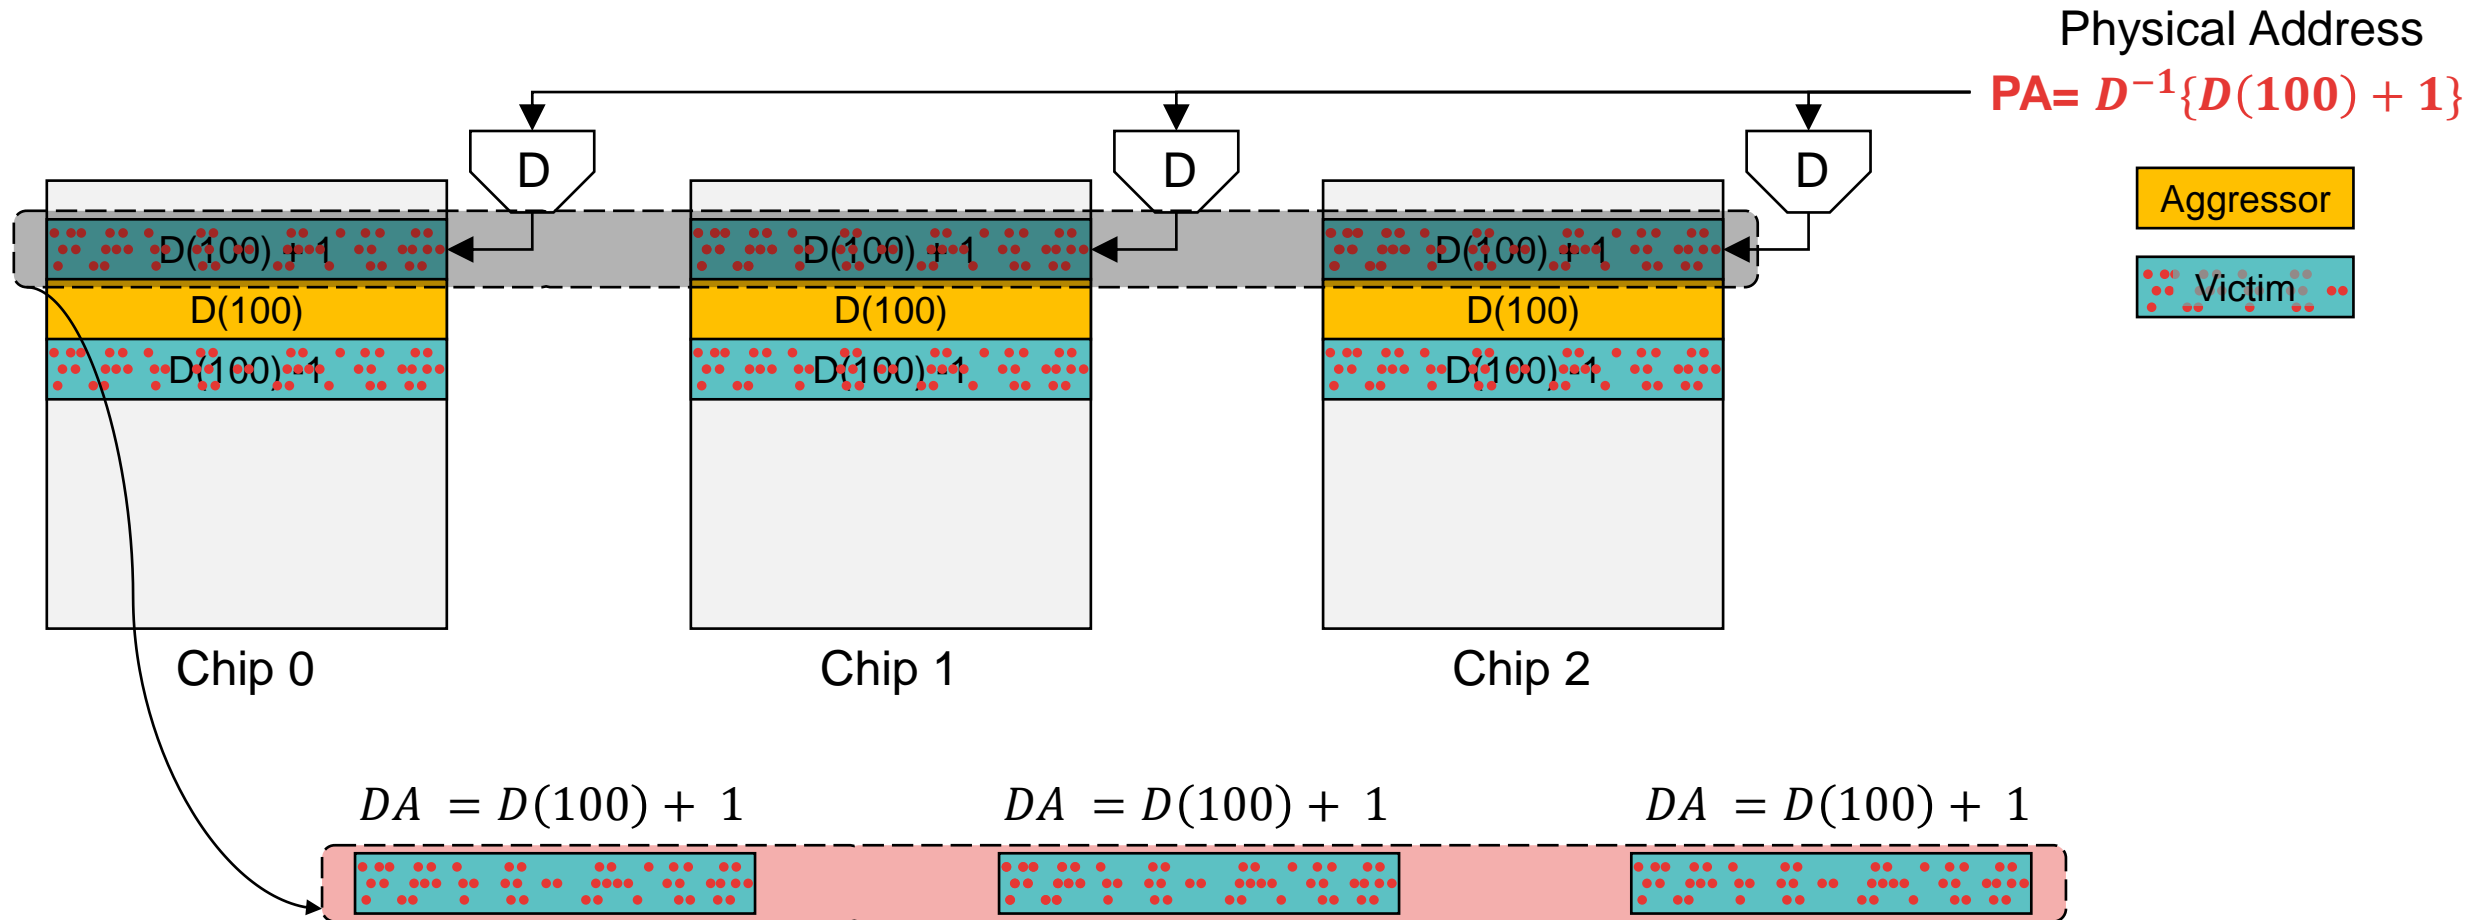 Physical Address
PA= D⁻¹{D(100) + 1}
D D D
Aggressor
Victim
D(100) + 1 D(100) + 1 D(100) + 1
D(100) D(100) D(100)
D(100) -1 D(100) -1 D(100) -1
Chip 0 Chip 1 Chip 2
DA = D(100) + 1 DA = D(100) + 1 DA = D(100) + 1